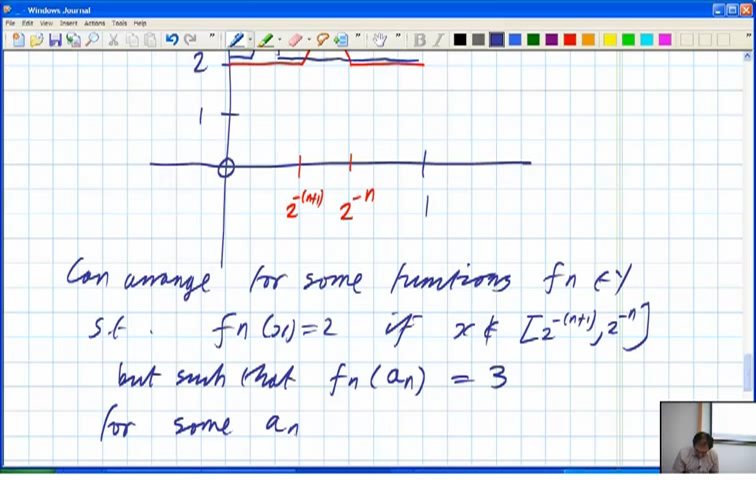 Windows Journal
File Edit View Insert Actions Tools Help
B I
2
1
2^-(n+1) 2^-n 1
Can arrange for some functions fn ∈ Y
s.t. fn(x) = 2 if x ∉ [2^-(n+1), 2^-n]
but such that fn(an) = 3
for some an